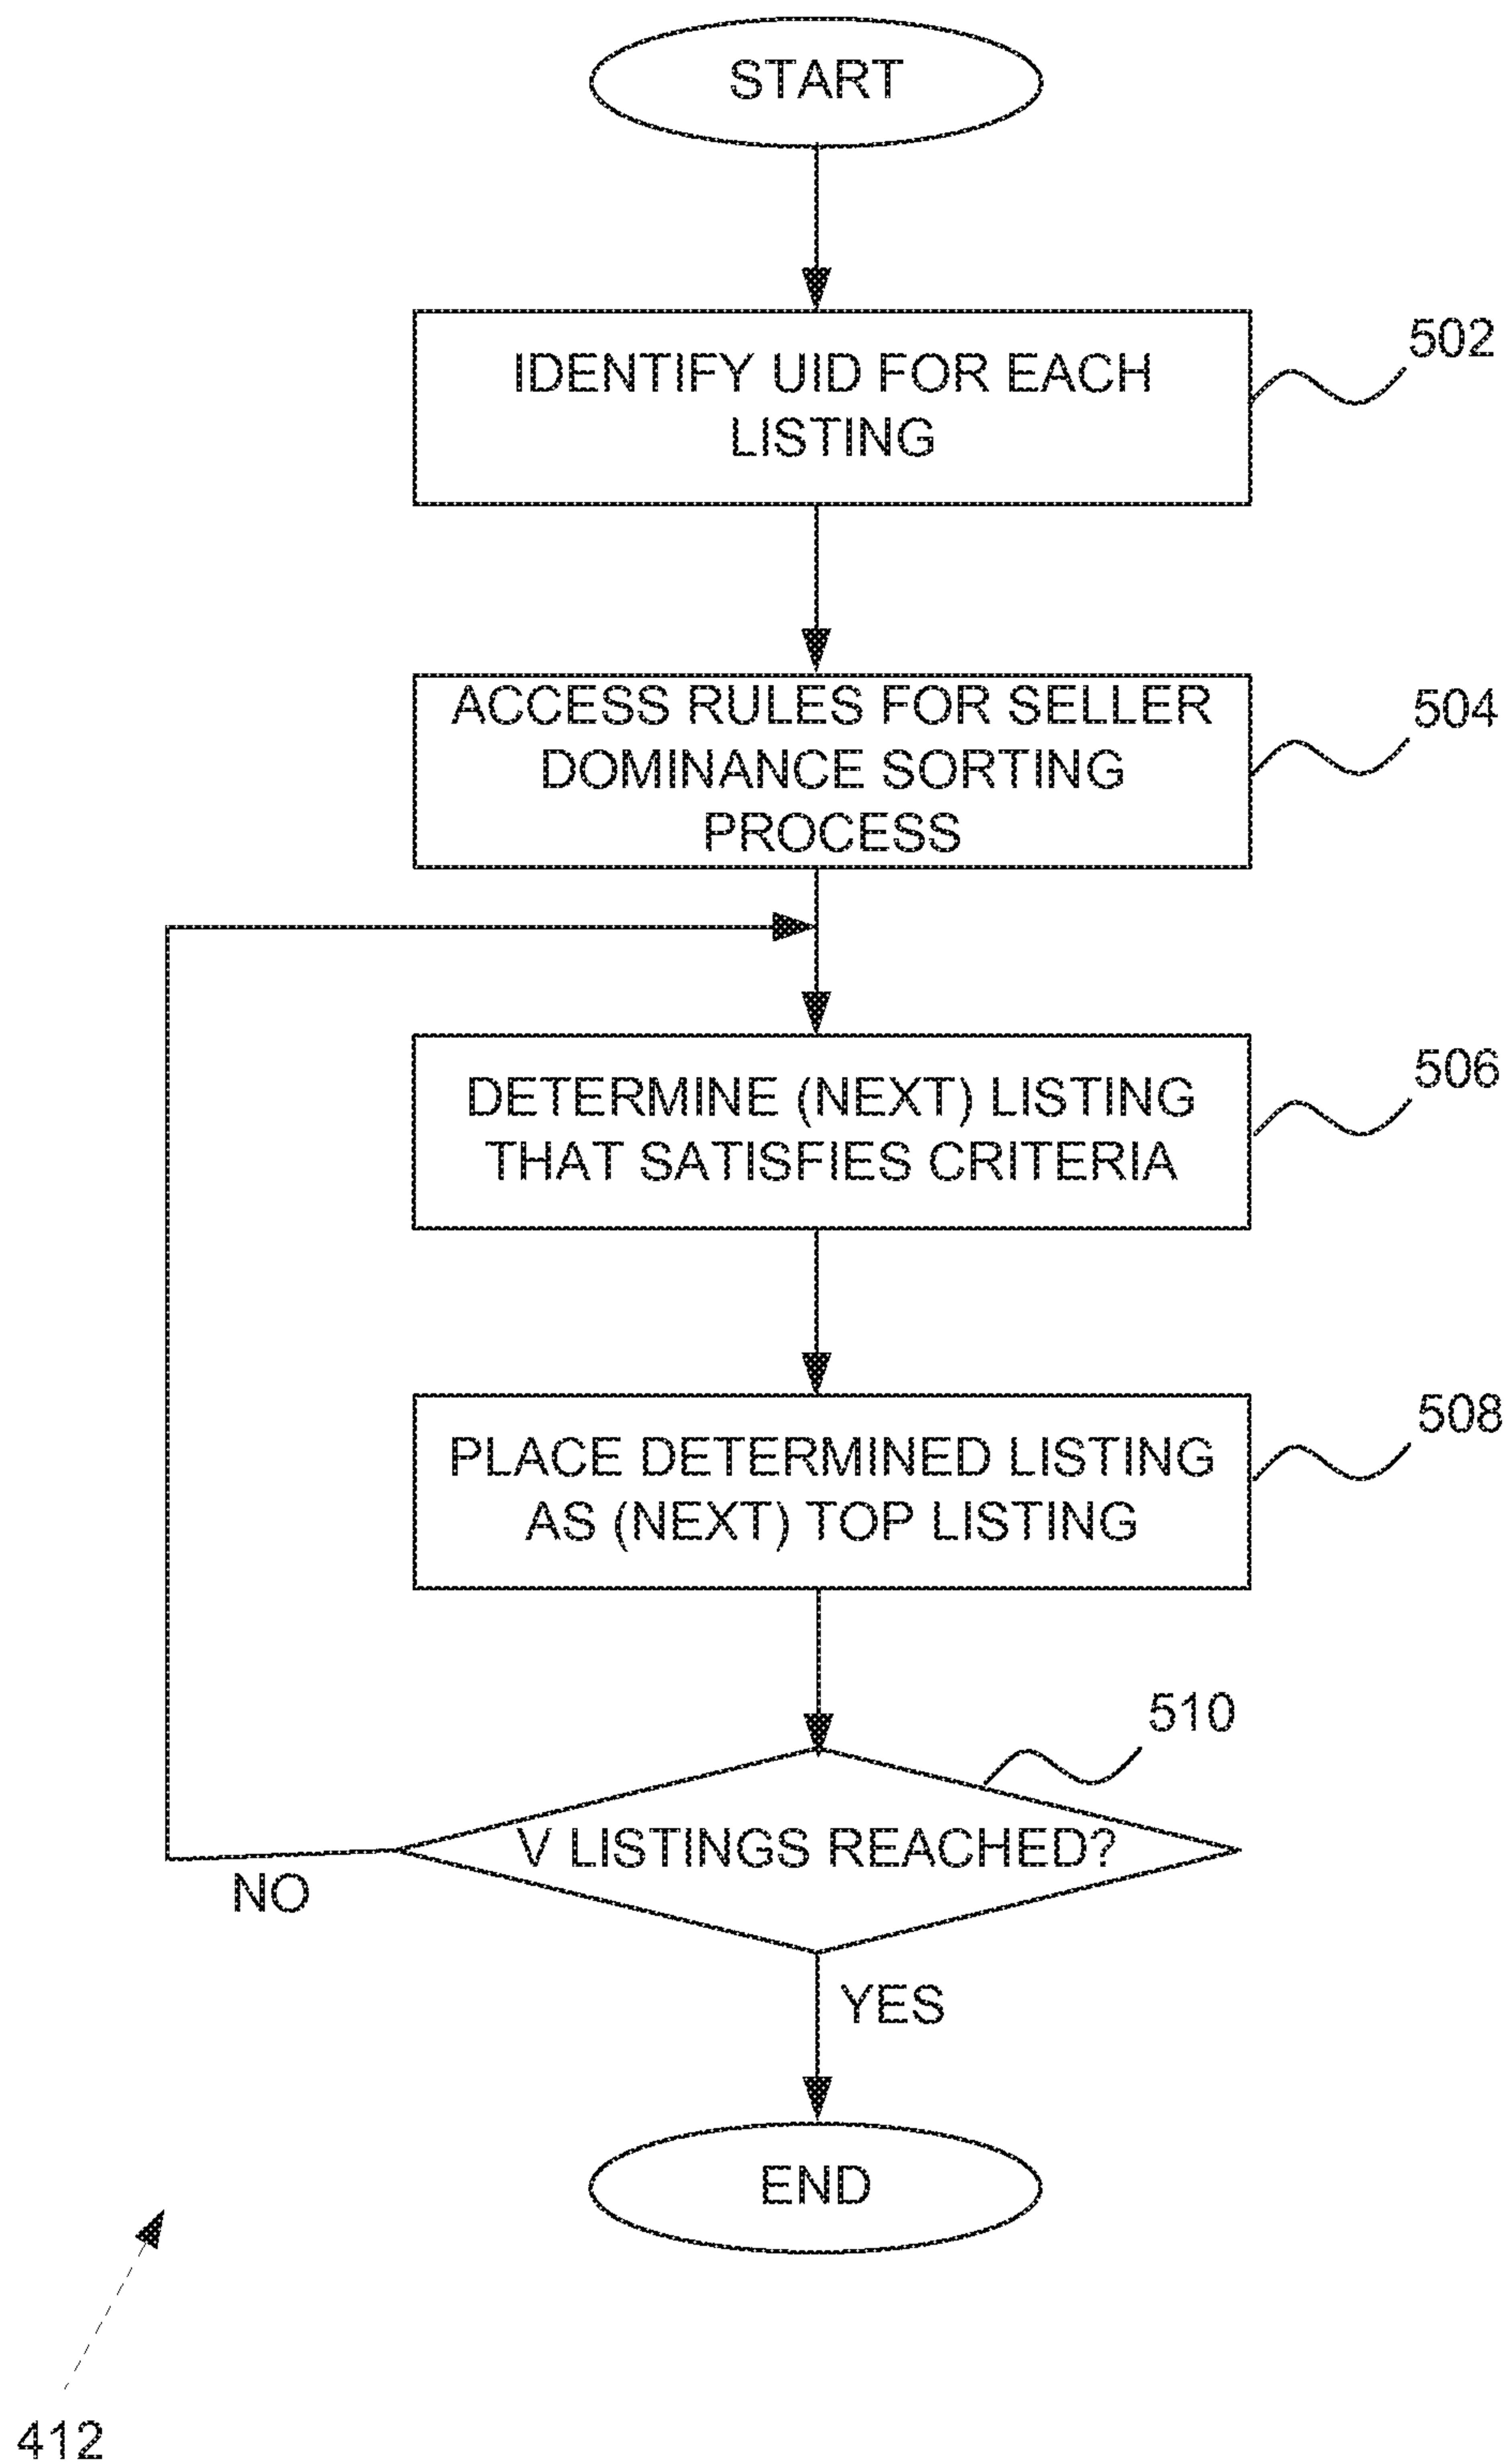 START
IDENTIFY UID FOR EACH
LISTING
502
ACCESS RULES FOR SELLER
DOMINANCE SORTING
PROCESS
504
DETERMINE (NEXT) LISTING
THAT SATISFIES CRITERIA
506
PLACE DETERMINED LISTING
AS (NEXT) TOP LISTING
508
510
V LISTINGS REACHED?
NO
YES
END
412